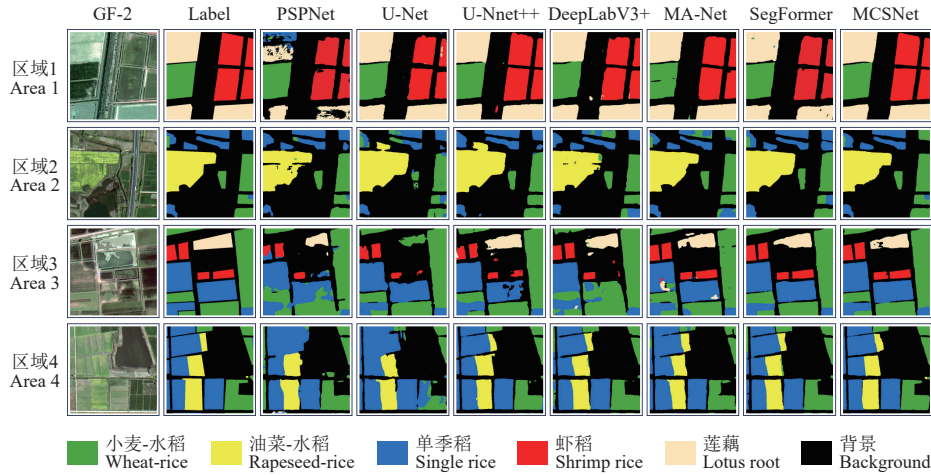 GF-2 Label PSPNet U-Net U-Nnet++ DeepLabV3+ MA-Net SegFormer MCSNet
区域1
Area 1
区域2
Area 2
区域3
Area 3
区域4
Area 4
小麦-水稻 油菜-水稻 单季稻 虾稻 莲藕 背景
Wheat-rice Rapeseed-rice Single rice Shrimp rice Lotus root Background